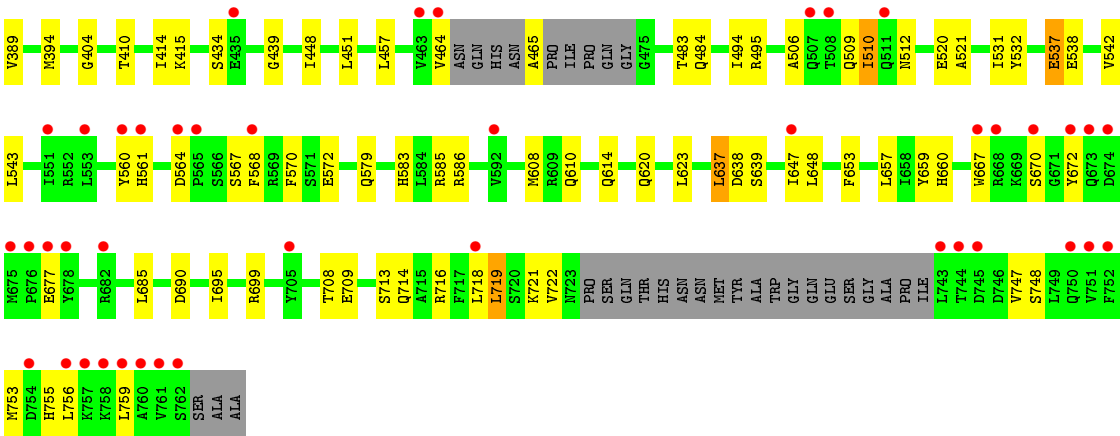 V389 M394 G404 T410 I414 K415 S434 E435 G439 I448 L451 L457 V463 V464 ASN GLN HIS ASN A465 PRO ILE PRO GLN GLY G475 T483 Q484 I494 R495 A506 Q507 T508 Q509 I510 Q511 N512 E520 A521 I531 Y532 E537 E538 V542
L543 I551 R552 L553 Y560 H561 D564 P565 S566 S567 F568 R569 F570 S571 E572 Q579 H583 L584 R585 R586 V592 M608 R609 Q610 Q614 Q620 L623 L637 D638 S639 I647 L648 F653 L657 I658 Y659 H660 W667 R668 K669 S670 G671 Y672 Q673 D674
M675 P676 E677 Y678 R682 L685 D690 I695 R699 Y705 T708 E709 S713 Q714 A715 R716 F717 L718 L719 S720 K721 V722 N723 PRO SER GLN THR HIS ASN ASN MET TYR ALA TRP GLY GLN GLU SER GLY ALA PRO ILE L743 T744 D745 D746 V747 S748 L749 Q750 V751 F752
M753 D754 H755 L756 K757 K758 L759 A760 V761 S762 SER ALA ALA